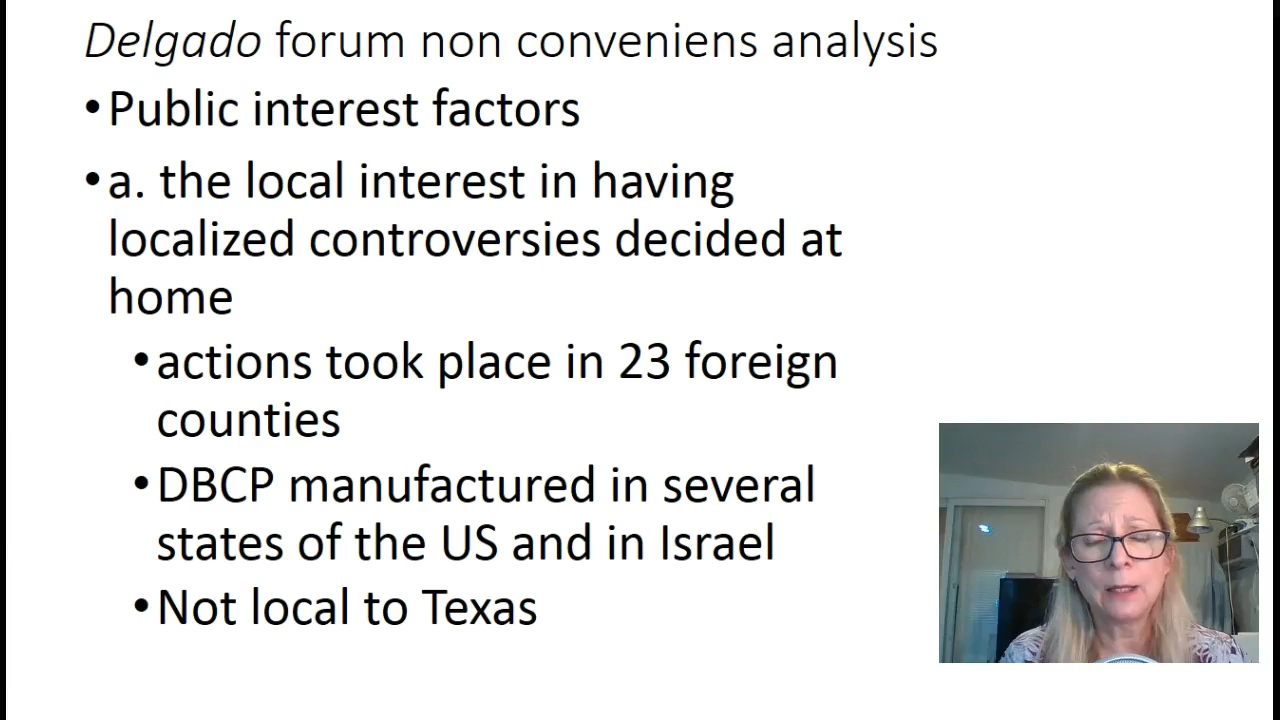 Delgado forum non conveniens analysis
•Public interest factors
•a. the local interest in having
localized controversies decided at
home
•actions took place in 23 foreign
counties
•DBCP manufactured in several
states of the US and in Israel
•Not local to Texas